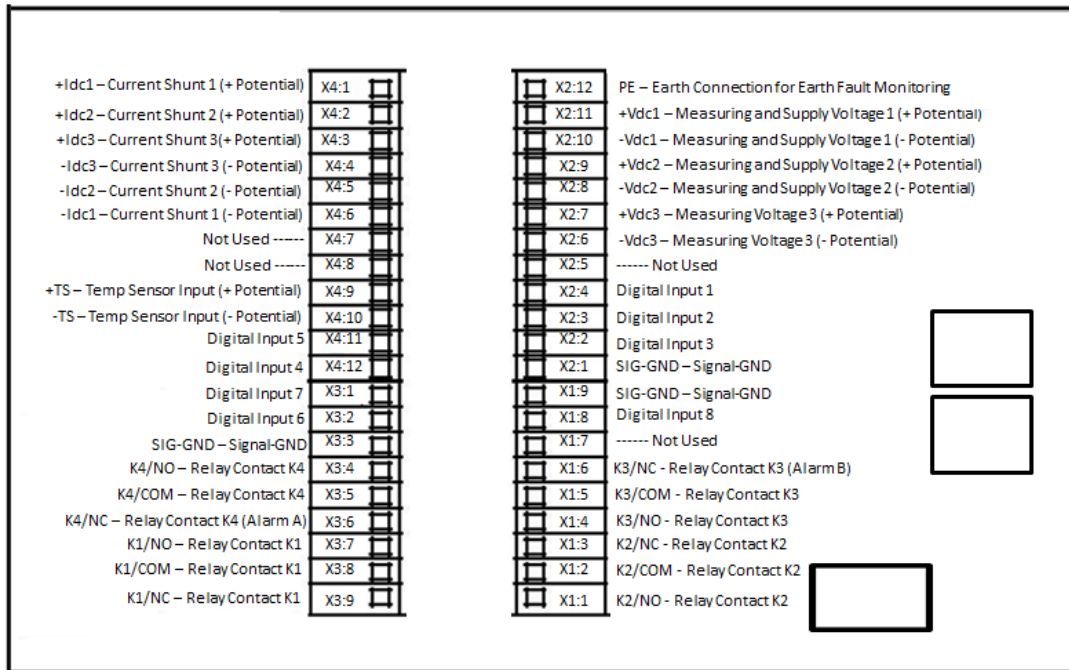 +Idc1 – Current Shunt 1 (+ Potential) X4:1
+Idc2 – Current Shunt 2 (+ Potential) X4:2
+Idc3 – Current Shunt 3(+ Potential) X4:3
-Idc3 – Current Shunt 3 (- Potential) X4:4
-Idc2 – Current Shunt 2 (- Potential) X4:5
-Idc1 – Current Shunt 1 (- Potential) X4:6
Not Used ------ X4:7
Not Used ------ X4:8
+TS – Temp Sensor Input (+ Potential) X4:9
-TS – Temp Sensor Input (- Potential) X4:10
Digital Input 5 X4:11
Digital Input 4 X4:12
Digital Input 7 X3:1
Digital Input 6 X3:2
SIG-GND – Signal-GND X3:3
K4/NO – Relay Contact K4 X3:4
K4/COM – Relay Contact K4 X3:5
K4/NC – Relay Contact K4 (Alarm A) X3:6
K1/NO – Relay Contact K1 X3:7
K1/COM – Relay Contact K1 X3:8
K1/NC – Relay Contact K1 X3:9
X2:12 PE – Earth Connection for Earth Fault Monitoring
X2:11 +Vdc1 – Measuring and Supply Voltage 1 (+ Potential)
X2:10 -Vdc1 – Measuring and Supply Voltage 1 (- Potential)
X2:9 +Vdc2 – Measuring and Supply Voltage 2 (+ Potential)
X2:8 -Vdc2 – Measuring and Supply Voltage 2 (- Potential)
X2:7 +Vdc3 – Measuring Voltage 3 (+ Potential)
X2:6 -Vdc3 – Measuring Voltage 3 (- Potential)
X2:5 ------ Not Used
X2:4 Digital Input 1
X2:3 Digital Input 2
X2:2 Digital Input 3
X2:1 SIG-GND – Signal-GND
X1:9 SIG-GND – Signal-GND
X1:8 Digital Input 8
X1:7 ------ Not Used
X1:6 K3/NC - Relay Contact K3 (Alarm B)
X1:5 K3/COM - Relay Contact K3
X1:4 K3/NO - Relay Contact K3
X1:3 K2/NC - Relay Contact K2
X1:2 K2/COM - Relay Contact K2
X1:1 K2/NO - Relay Contact K2